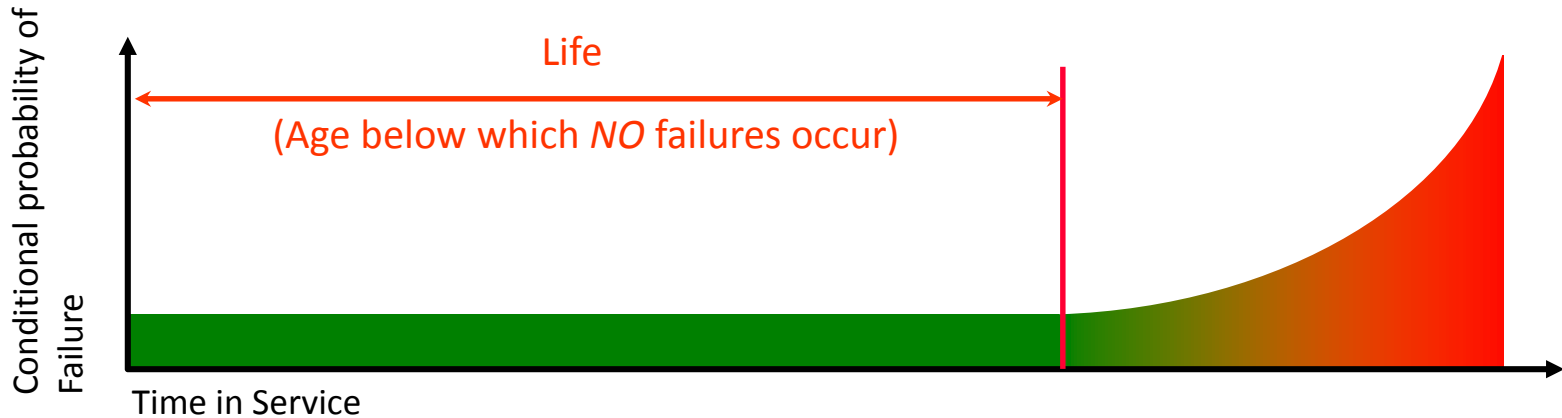 Conditional probability of
Failure
Life
(Age below which NO failures occur)
Time in Service